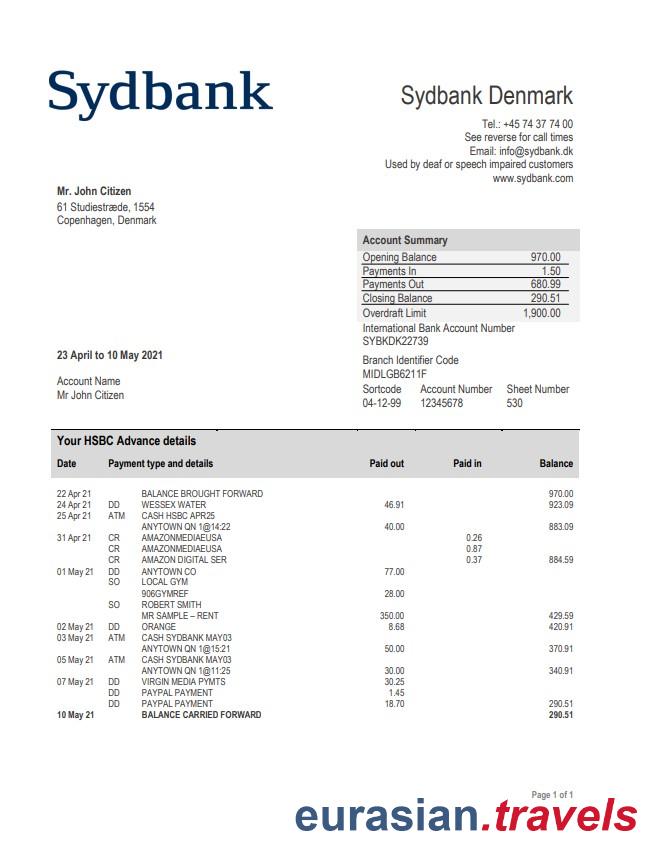 Sydbank
Sydbank Denmark
Tel.: +45 74 37 74 00
See reverse for call times
Email: info@sydbank.dk
Used by deaf or speech impaired customers
www.sydbank.com
Mr. John Citizen
61 Studiestræde, 1554
Copenhagen, Denmark
Account Summary
Opening Balance 970.00
Payments In 1.50
Payments Out 680.99
Closing Balance 290.51
Overdraft Limit 1,900.00
International Bank Account Number
SYBKDK22739
23 April to 10 May 2021
Branch Identifier Code
MIDLGB6211F
Account Name
Mr John Citizen
Sortcode Account Number Sheet Number
04-12-99 12345678 530
Your HSBC Advance details
Date Payment type and details Paid out Paid in Balance
22 Apr 21 BALANCE BROUGHT FORWARD 970.00
24 Apr 21 DD WESSEX WATER 46.91 923.09
25 Apr 21 ATM CASH HSBC APR25
ANYTOWN QN 1@14:22 40.00 883.09
31 Apr 21 CR AMAZONMEDIAEUSA 0.26
CR AMAZONMEDIAEUSA 0.87
CR AMAZON DIGITAL SER 0.37 884.59
01 May 21 DD ANYTOWN CO 77.00
SO LOCAL GYM
906GYMREF 28.00
SO ROBERT SMITH
MR SAMPLE – RENT 350.00 429.59
02 May 21 DD ORANGE 8.68 420.91
03 May 21 ATM CASH SYDBANK MAY03
ANYTOWN QN 1@15:21 50.00 370.91
05 May 21 ATM CASH SYDBANK MAY03
ANYTOWN QN 1@11:25 30.00 340.91
07 May 21 DD VIRGIN MEDIA PYMTS 30.25
DD PAYPAL PAYMENT 1.45
DD PAYPAL PAYMENT 18.70 290.51
10 May 21 BALANCE CARRIED FORWARD 290.51
Page 1 of 1
eurasian.travels